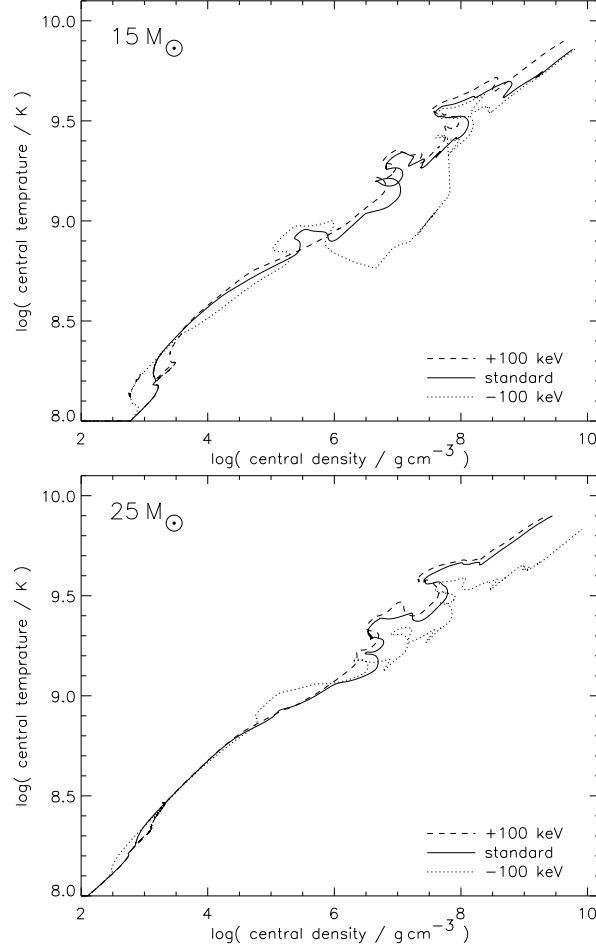 10.0
15 M⊙
9.5
9.0
8.5
8.0
log( central temprature / K )
+100 keV
standard
−100 keV
2 4 6 8 10
log( central density / g cm−3 )
10.0
25 M⊙
9.5
9.0
8.5
8.0
log( central temprature / K )
+100 keV
standard
−100 keV
2 4 6 8 10
log( central density / g cm−3 )